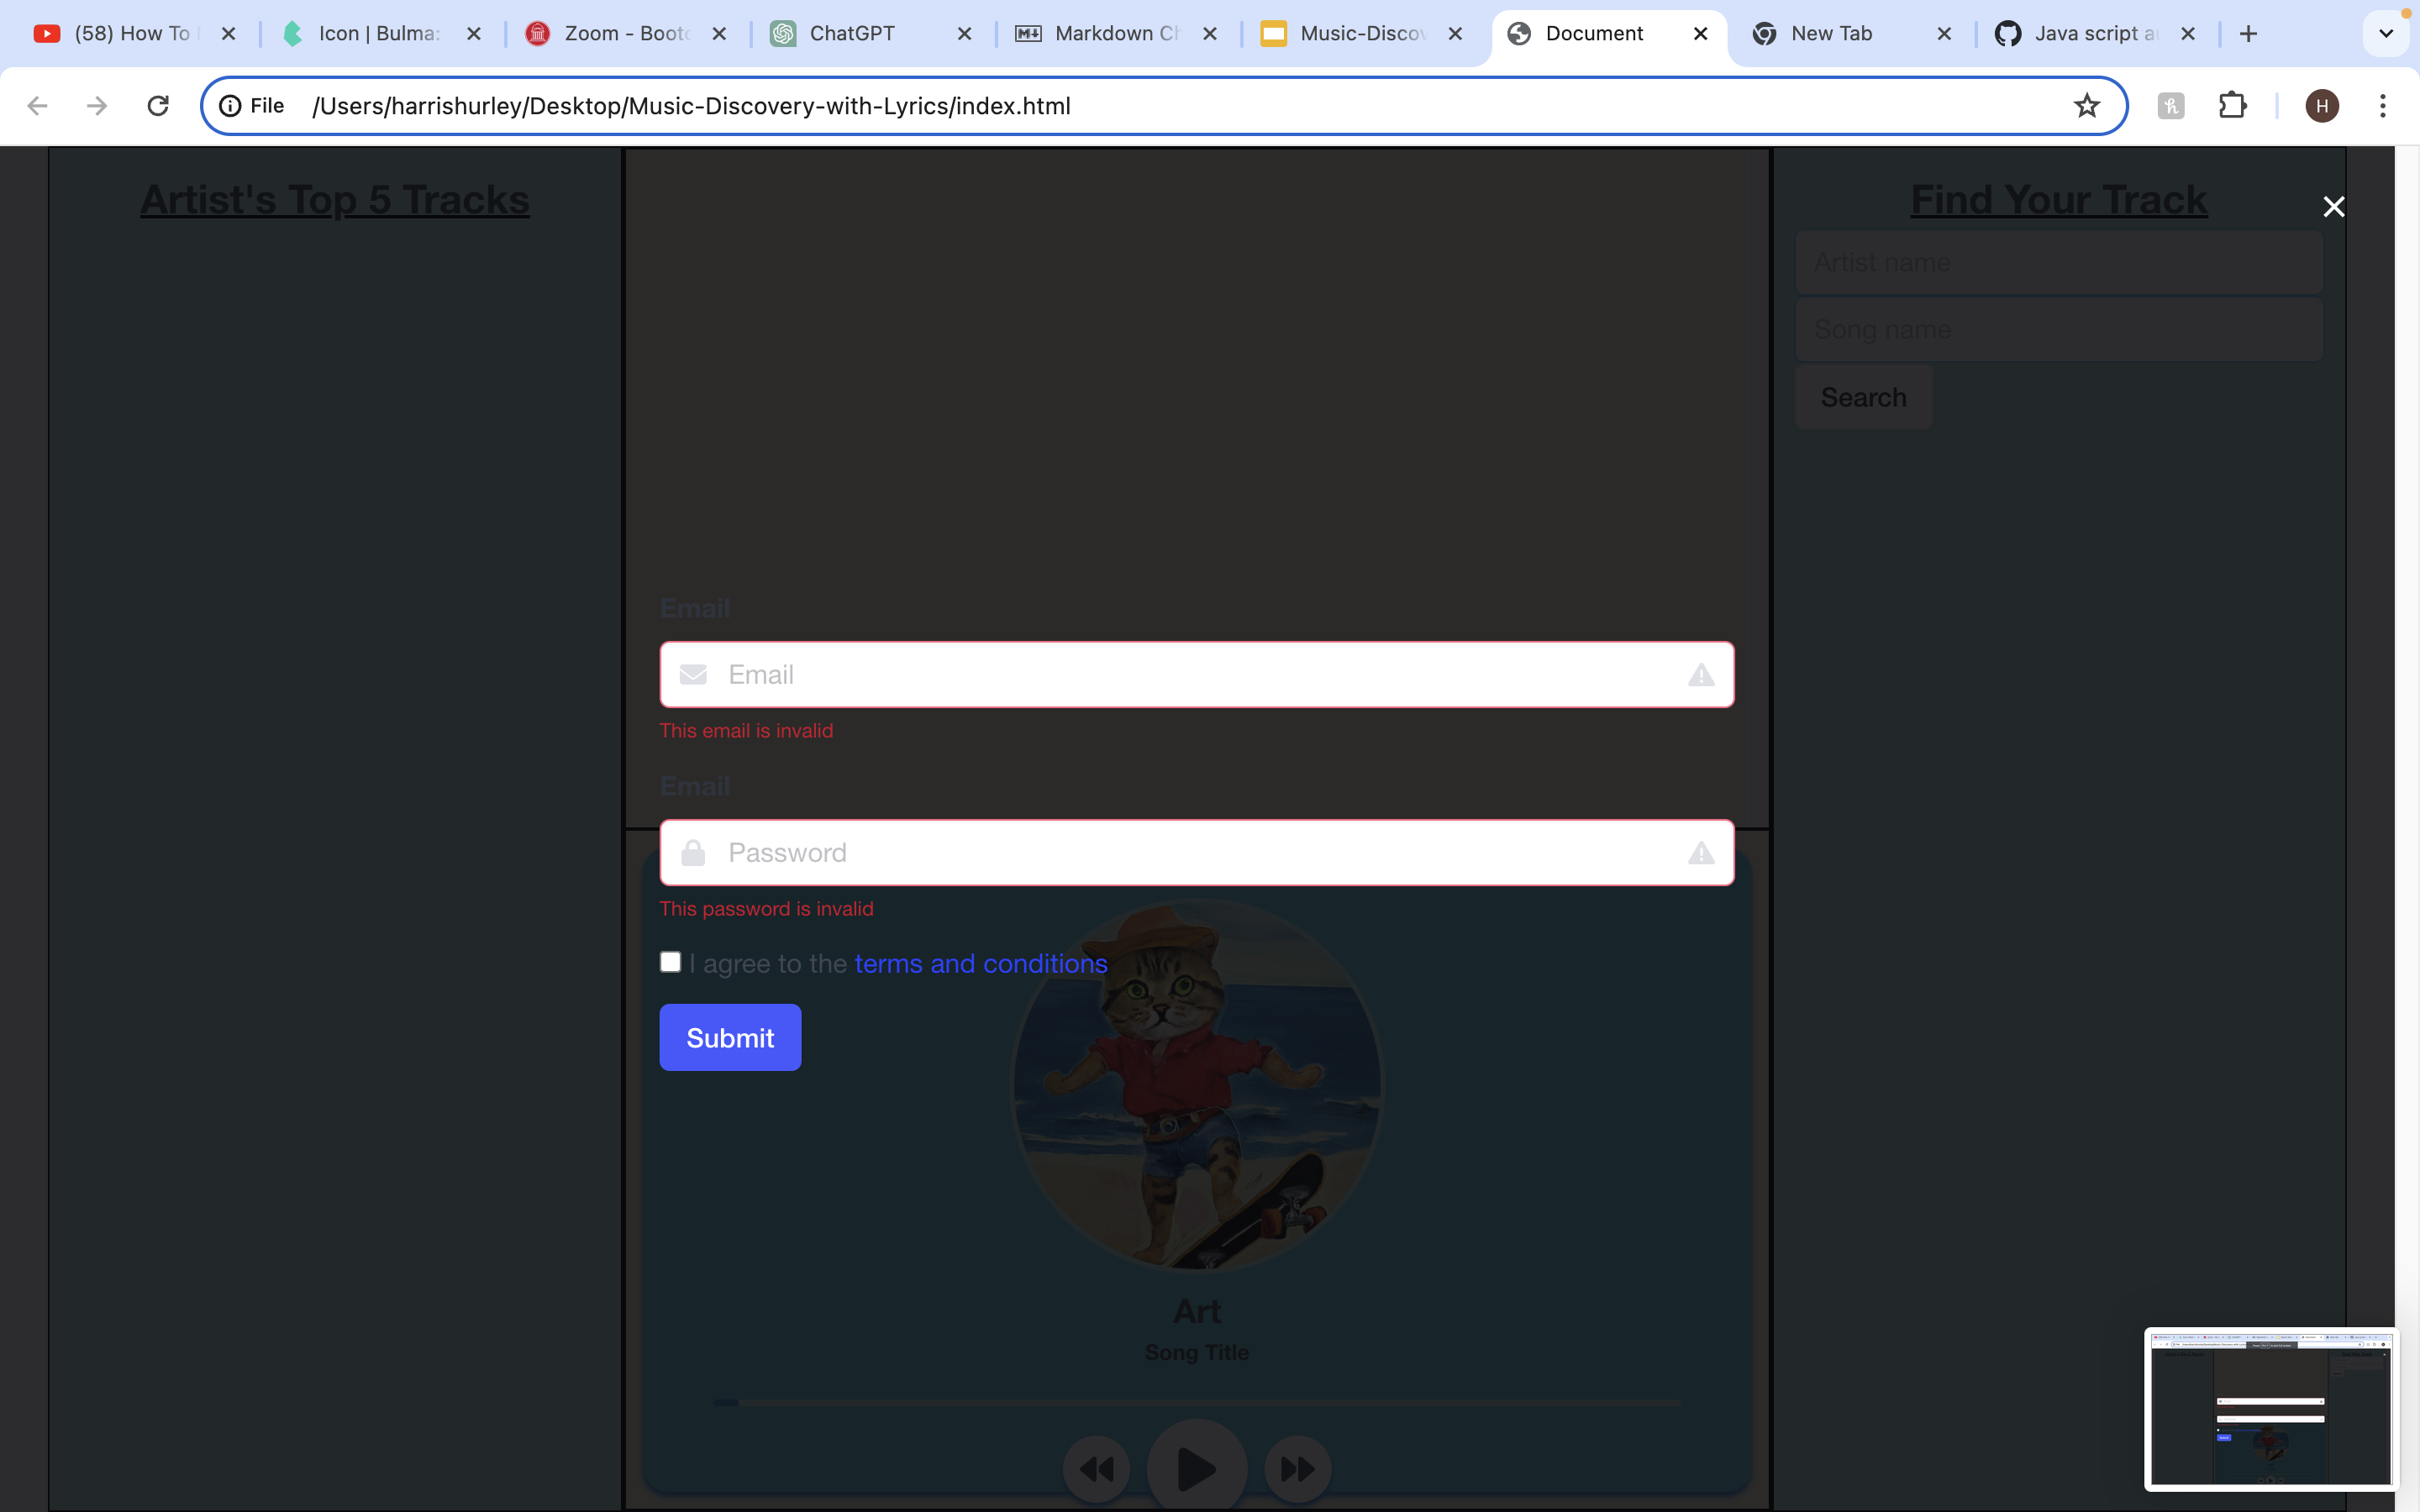 (58) How To
Icon | Bulma:
Zoom - Boot
ChatGPT
Markdown Ch
Music-Discov
Document
New Tab
Java script a
File /Users/harrishurley/Desktop/Music-Discovery-with-Lyrics/index.html
H
Artist's Top 5 Tracks
Find Your Track
Artist name
Song name
Search
Email
Email
This email is invalid
Email
Password
This password is invalid
I agree to the terms and conditions
Submit
Art
Song Title